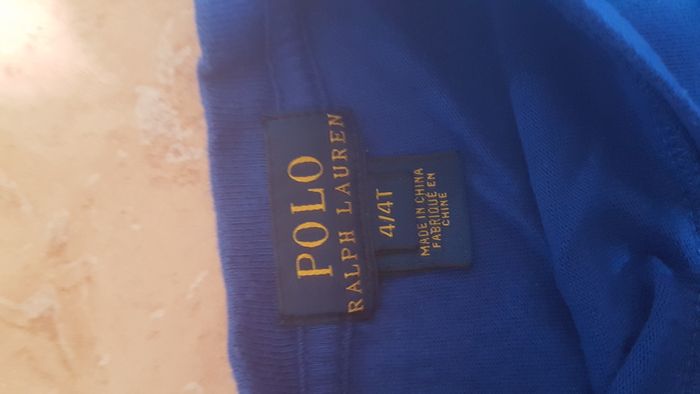 POLO
RALPH LAUREN
4/4T
MADE IN CHINA
FABRIQUÉ EN
CHINE